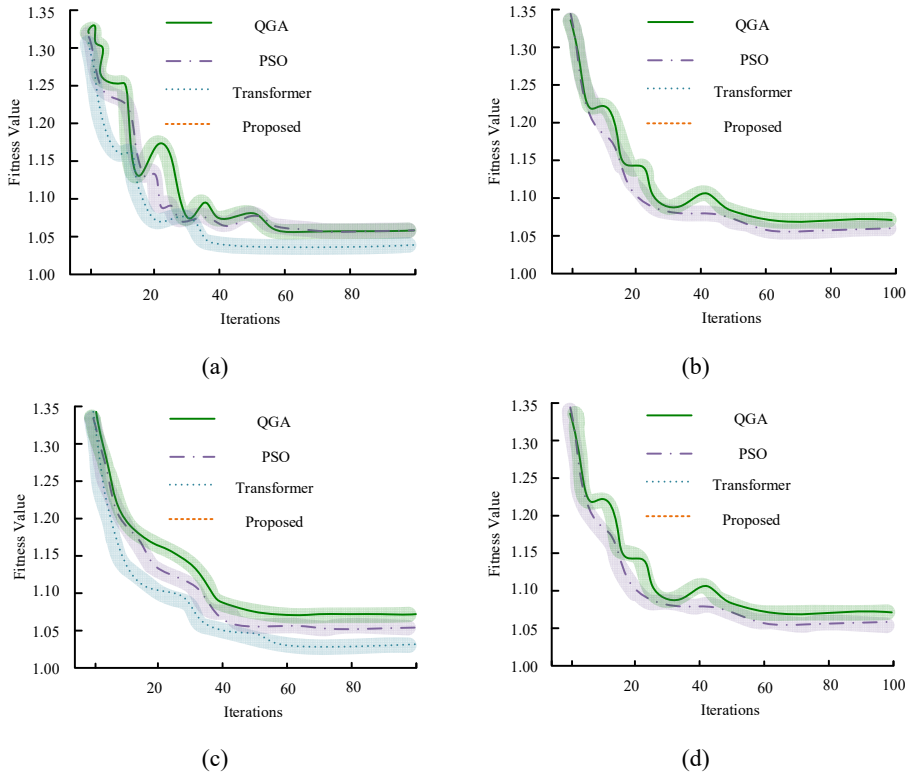 1.35
1.30
1.25
1.20
1.15
1.10
1.05
1.00
Fitness Value
QGA
PSO
Transformer
Proposed
20 40 60 80
Iterations
(a)
1.35
1.30
1.25
1.20
1.15
1.10
1.05
1.00
Fitness Value
QGA
PSO
Transformer
Proposed
20 40 60 80 100
Iterations
(b)
1.35
1.30
1.25
1.20
1.15
1.10
1.05
1.00
Fitness Value
QGA
PSO
Transformer
Proposed
20 40 60 80
Iterations
(c)
1.35
1.30
1.25
1.20
1.15
1.10
1.05
1.00
Fitness Value
QGA
PSO
Transformer
Proposed
20 40 60 80 100
Iterations
(d)